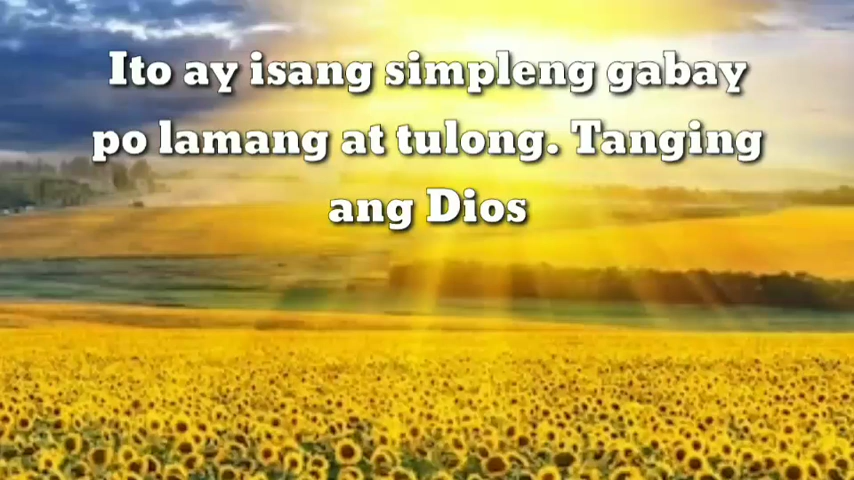 Ito ay isang simpleng gabay
po lamang at tulong. Tanging
ang Dios